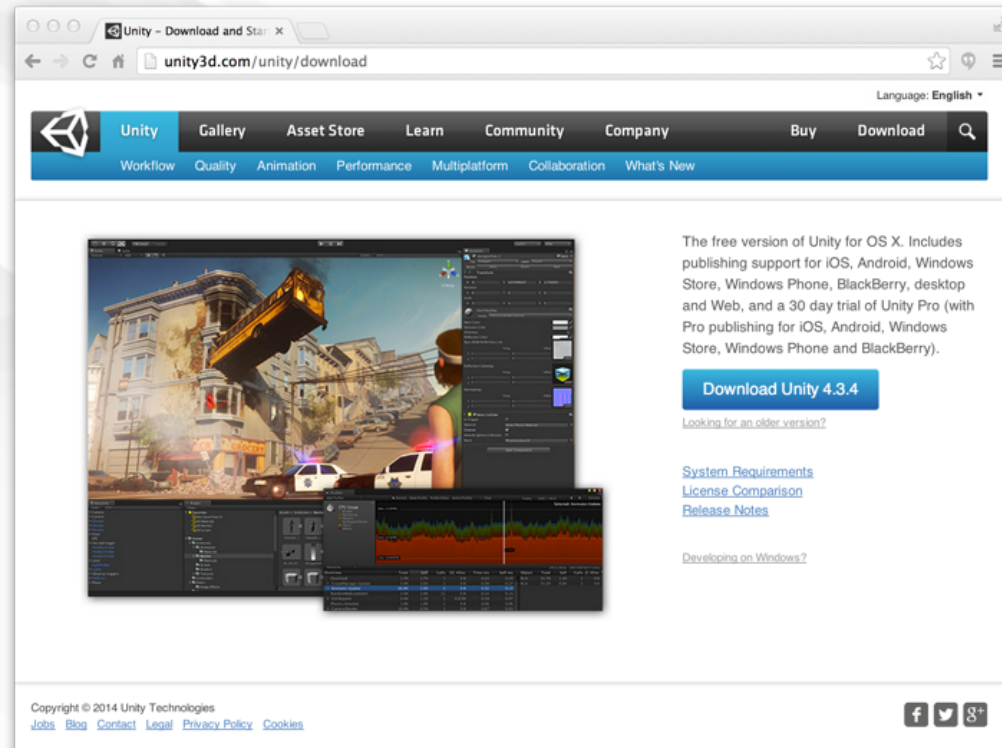 Unity – Download and Star
unity3d.com/unity/download
Language: English
Unity Gallery Asset Store Learn Community Company Buy Download
Workflow Quality Animation Performance Multiplatform Collaboration What's New
The free version of Unity for OS X. Includes
publishing support for iOS, Android, Windows
Store, Windows Phone, BlackBerry, desktop
and Web, and a 30 day trial of Unity Pro (with
Pro publishing for iOS, Android, Windows
Store, Windows Phone and BlackBerry).
Download Unity 4.3.4
Looking for an older version?
System Requirements
License Comparison
Release Notes
Developing on Windows?
Copyright © 2014 Unity Technologies
Jobs Blog Contact Legal Privacy Policy Cookies